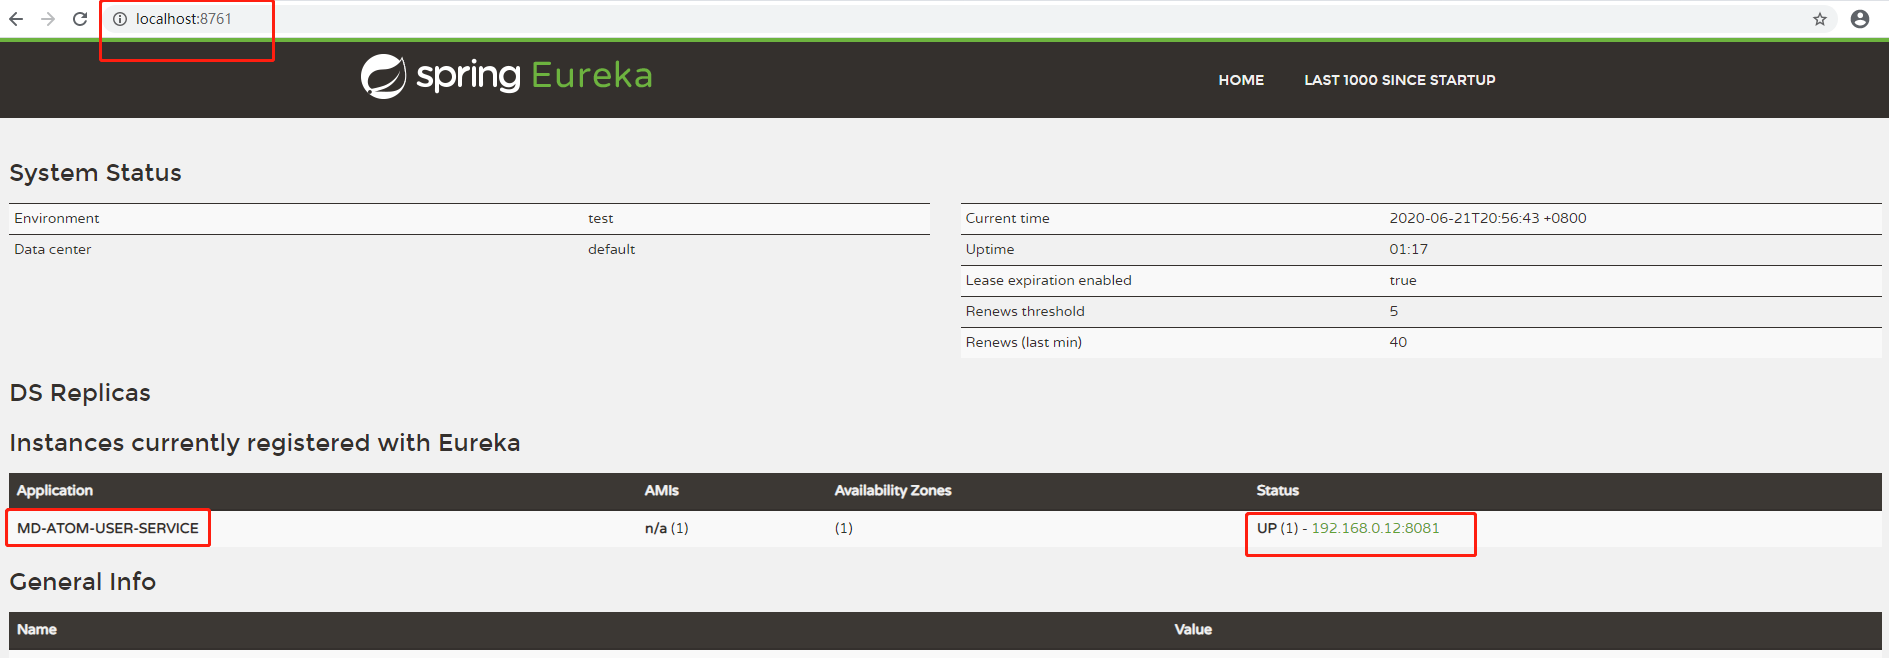 localhost:8761
spring Eureka
HOME LAST 1000 SINCE STARTUP
System Status
Environment test
Data center default
Current time 2020-06-21T20:56:43 +0800
Uptime 01:17
Lease expiration enabled true
Renews threshold 5
Renews (last min) 40
DS Replicas
Instances currently registered with Eureka
Application AMIs Availability Zones Status
MD-ATOM-USER-SERVICE n/a (1) (1) UP (1) - 192.168.0.12:8081
General Info
Name Value